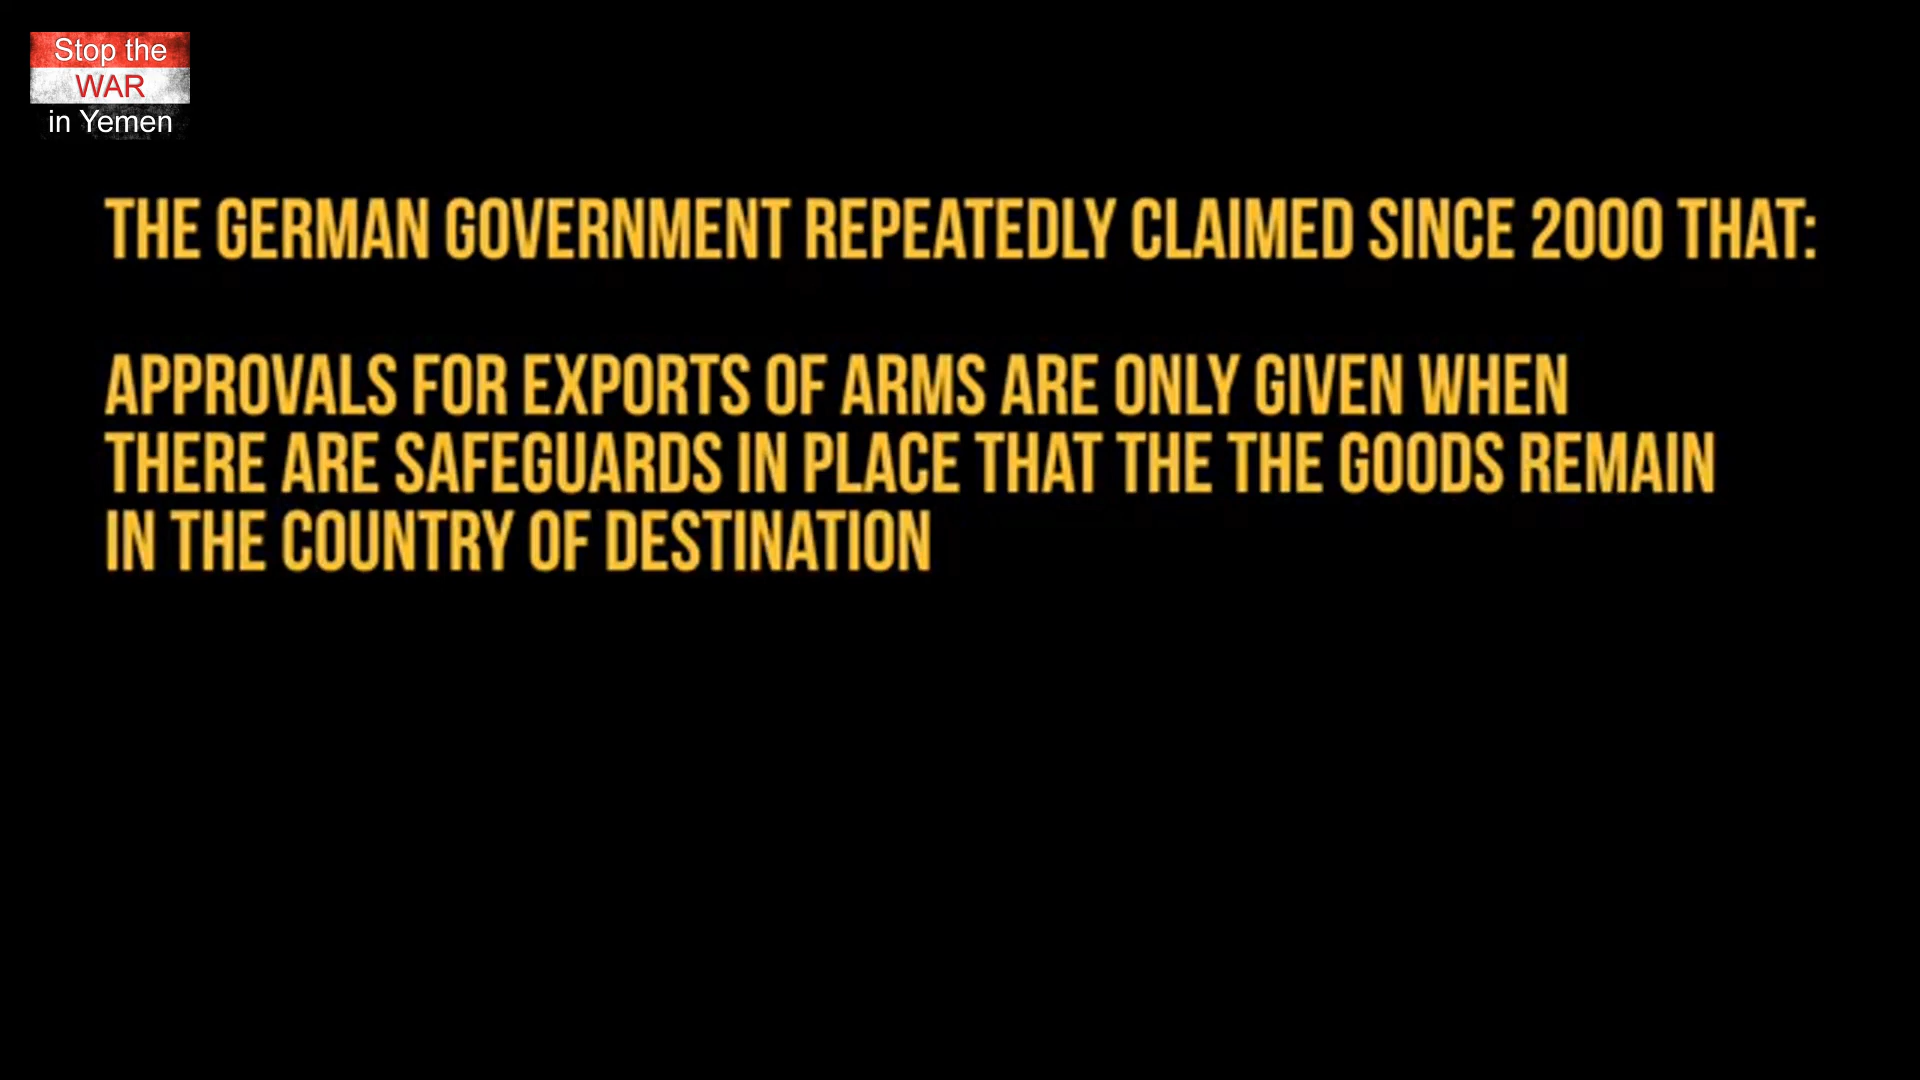 Stop the
WAR
in Yemen
THE GERMAN GOVERNMENT REPEATEDLY CLAIMED SINCE 2000 THAT:
APPROVALS FOR EXPORTS OF ARMS ARE ONLY GIVEN WHEN
THERE ARE SAFEGUARDS IN PLACE THAT THE THE GOODS REMAIN
IN THE COUNTRY OF DESTINATION